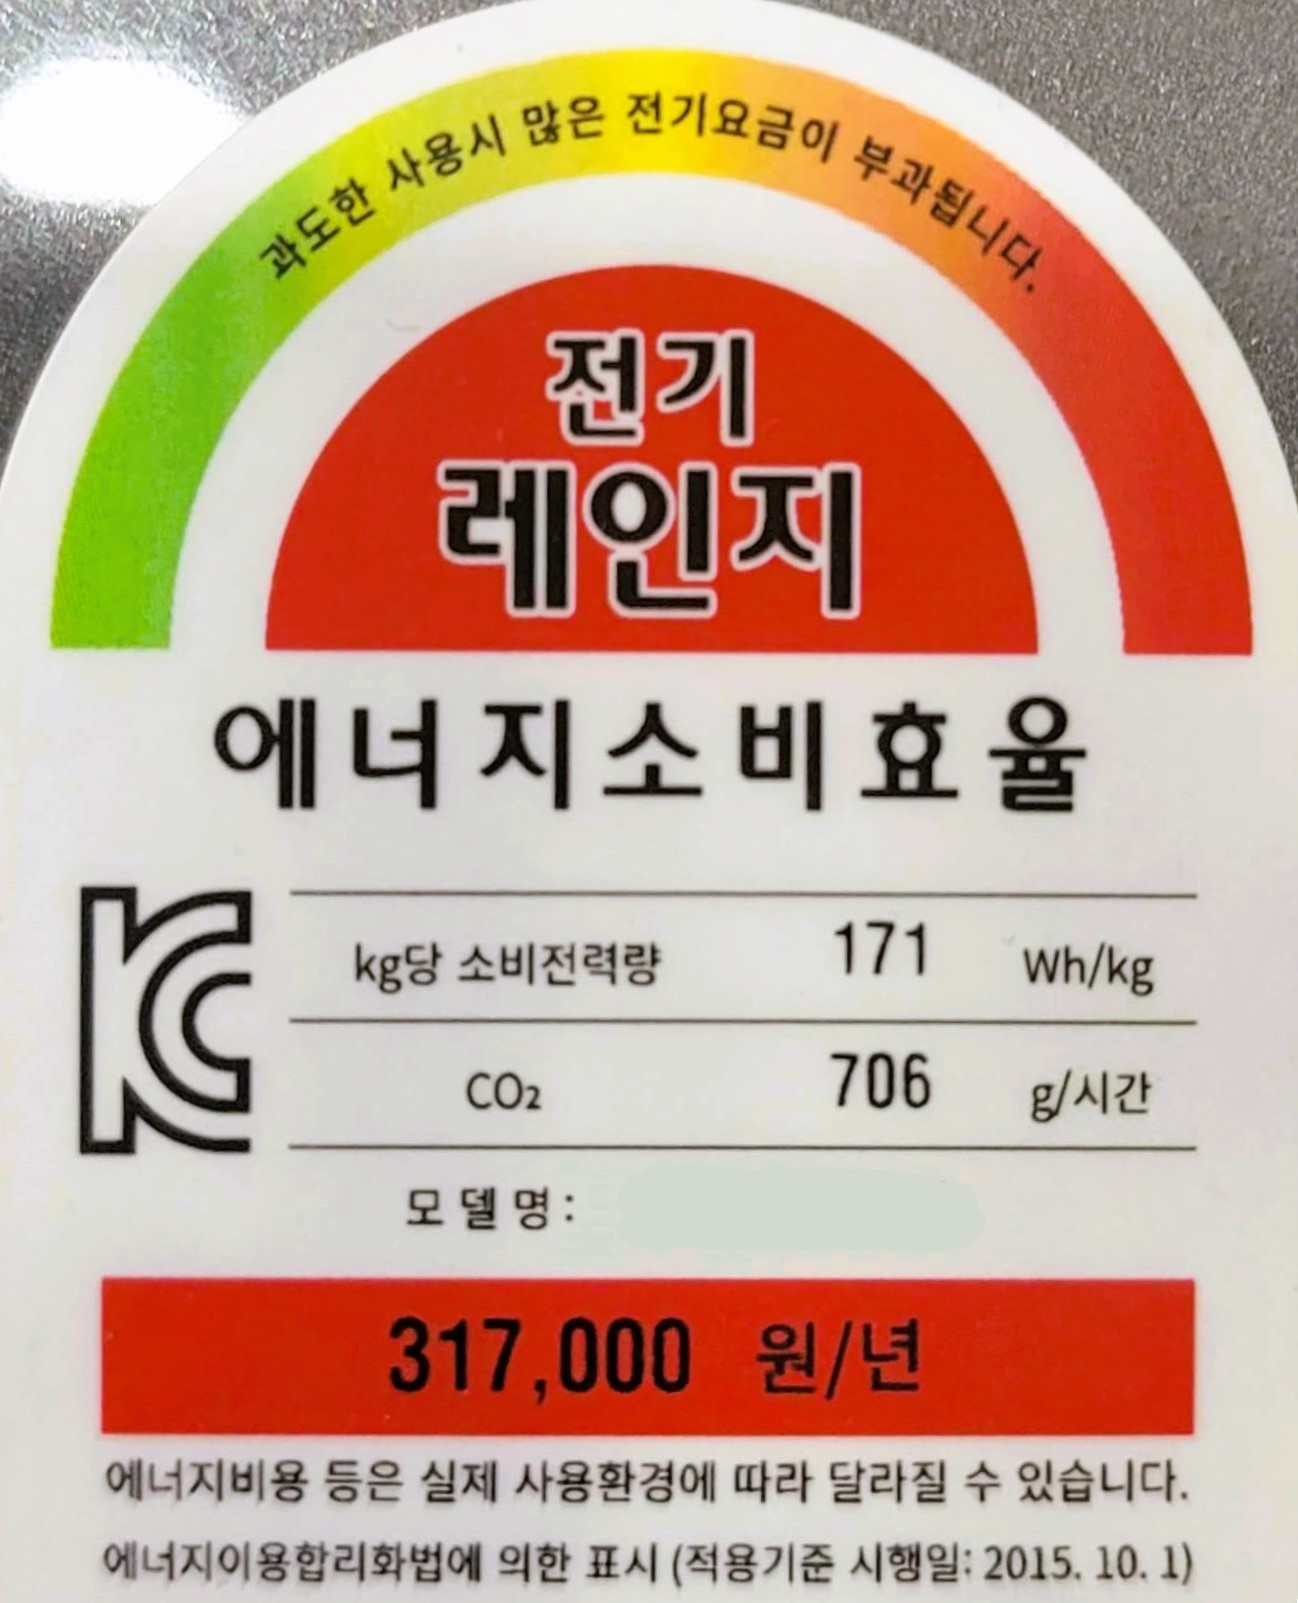 과도한 사용시 많은 전기요금이 부과됩니다.
전기
레인지
에너지소비효율
KC
kg당 소비전력량 171 Wh/kg
CO₂ 706 g/시간
모델명 :
317,000 원/년
에너지비용 등은 실제 사용환경에 따라 달라질 수 있습니다.
에너지이용합리화법에 의한 표시 (적용기준 시행일: 2015. 10. 1)